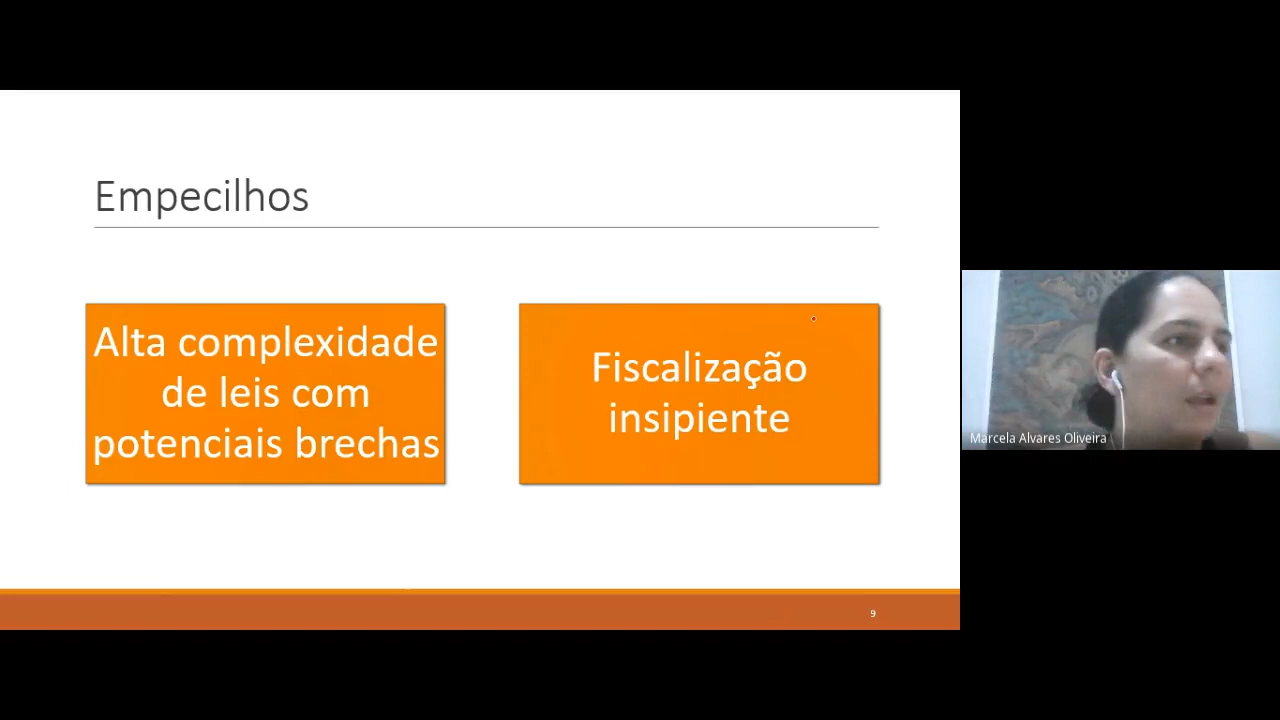 Empecilhos
Alta complexidade
de leis com
potenciais brechas
Fiscalização
insipiente
9
Marcela Alvares Oliveira